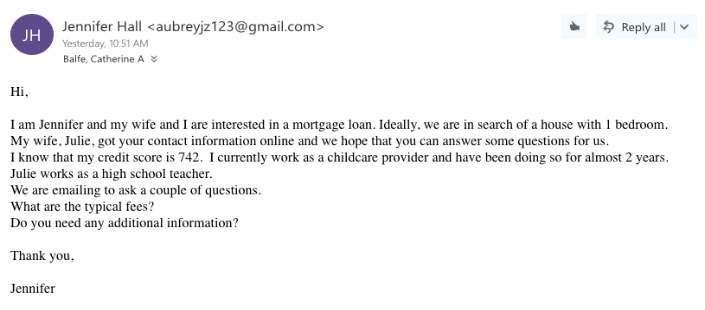 JH
Jennifer Hall <aubreyjz123@gmail.com>
Yesterday, 10:51 AM
Balfe, Catherine A
Reply all
Hi,
I am Jennifer and my wife and I are interested in a mortgage loan. Ideally, we are in search of a house with 1 bedroom.
My wife, Julie, got your contact information online and we hope that you can answer some questions for us.
I know that my credit score is 742.  I currently work as a childcare provider and have been doing so for almost 2 years.
Julie works as a high school teacher.
We are emailing to ask a couple of questions.
What are the typical fees?
Do you need any additional information?
Thank you,
Jennifer